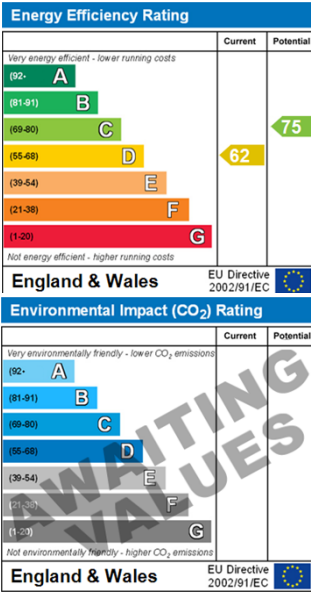 Energy Efficiency Rating
Current Potential
Very energy efficient - lower running costs
(92- A
(81-91) B
(69-80) C 75
(55-68) D 62
(39-54) E
(21-38) F
(1-20) G
Not energy efficient - higher running costs
England & Wales EU Directive 2002/91/EC
Environmental Impact (CO2) Rating
Current Potential
Very environmentally friendly - lower CO2 emissions
(92- A
(81-91) B
(69-80) C
(55-68) D
(39-54) E
(21-38) F
(1-20) G
AWAITING
VALUES
Not environmentally friendly - higher CO2 emissions
England & Wales EU Directive 2002/91/EC